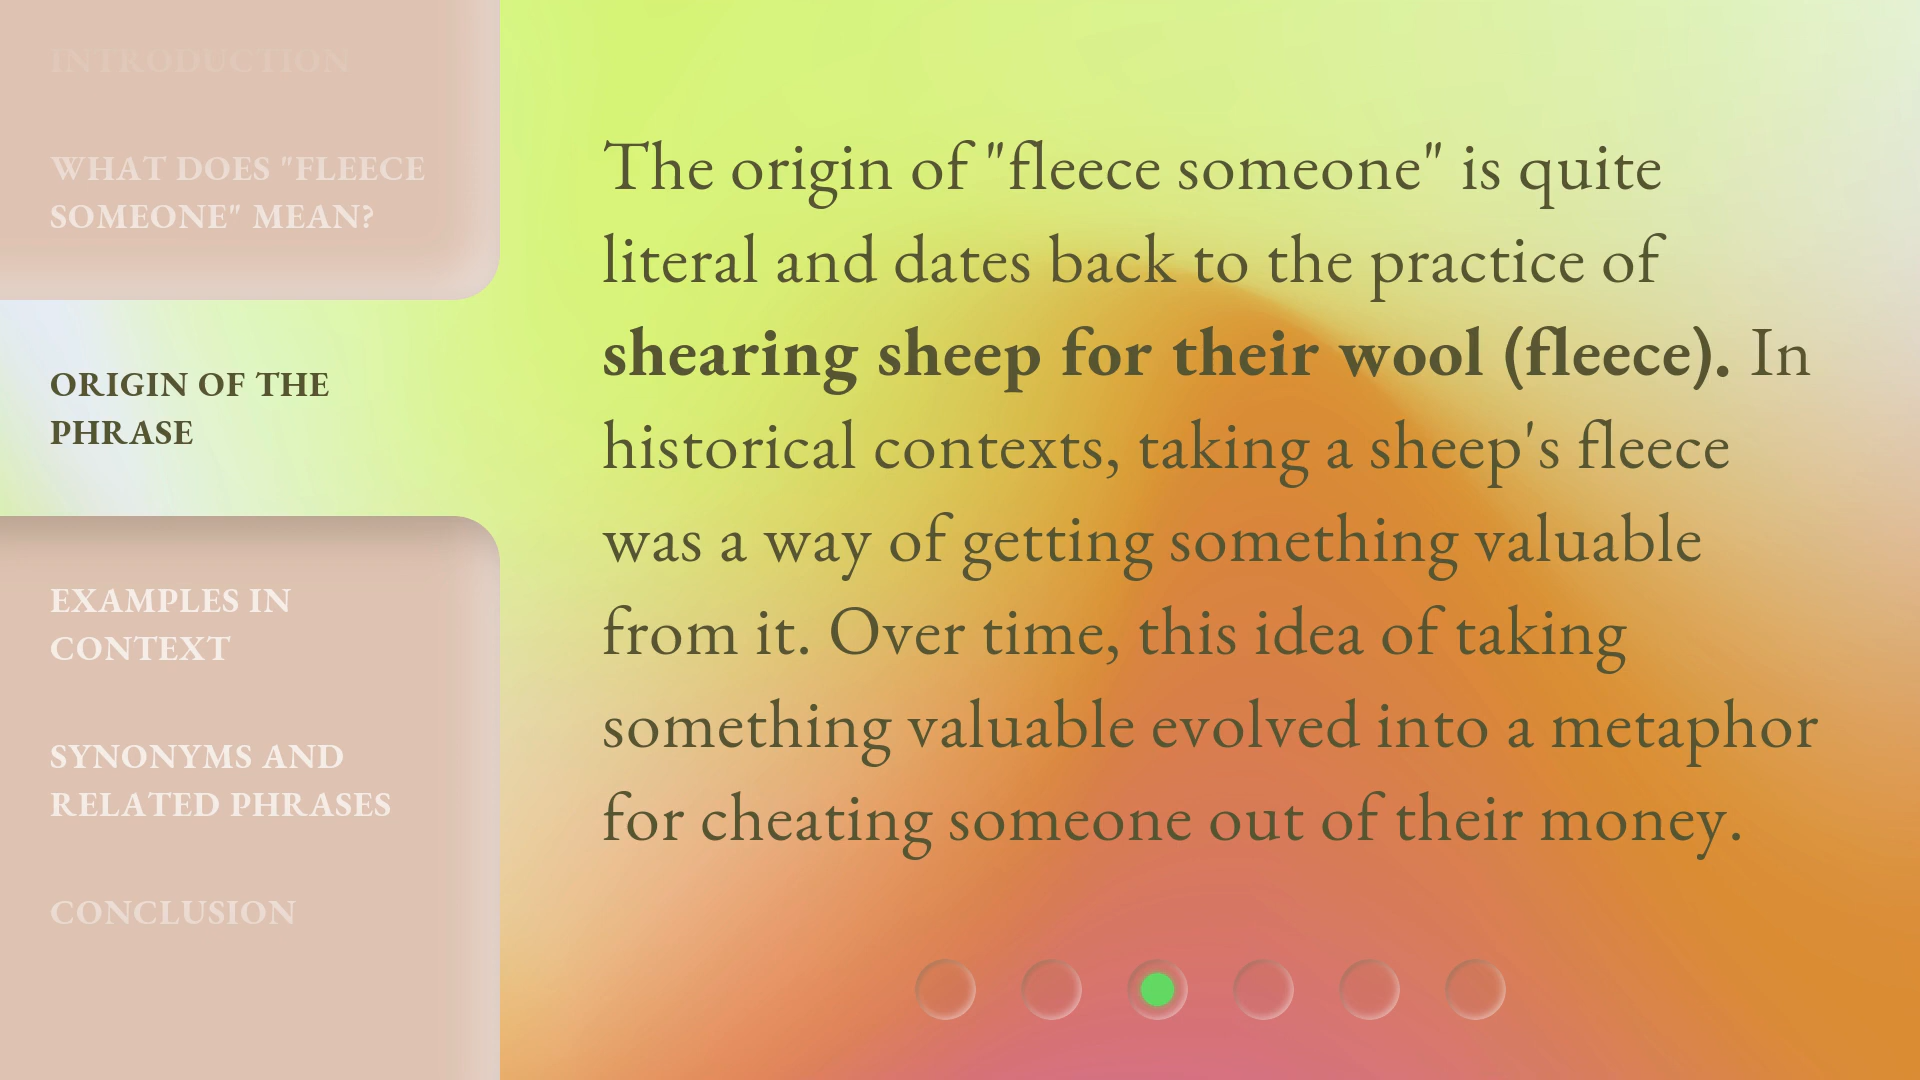 INTRODUCTION
WHAT DOES "FLEECE
SOMEONE" MEAN?
ORIGIN OF THE
PHRASE
EXAMPLES IN
CONTEXT
SYNONYMS AND
RELATED PHRASES
CONCLUSION
The origin of "fleece someone" is quite
literal and dates back to the practice of
shearing sheep for their wool (fleece). In
historical contexts, taking a sheep's fleece
was a way of getting something valuable
from it. Over time, this idea of taking
something valuable evolved into a metaphor
for cheating someone out of their money.